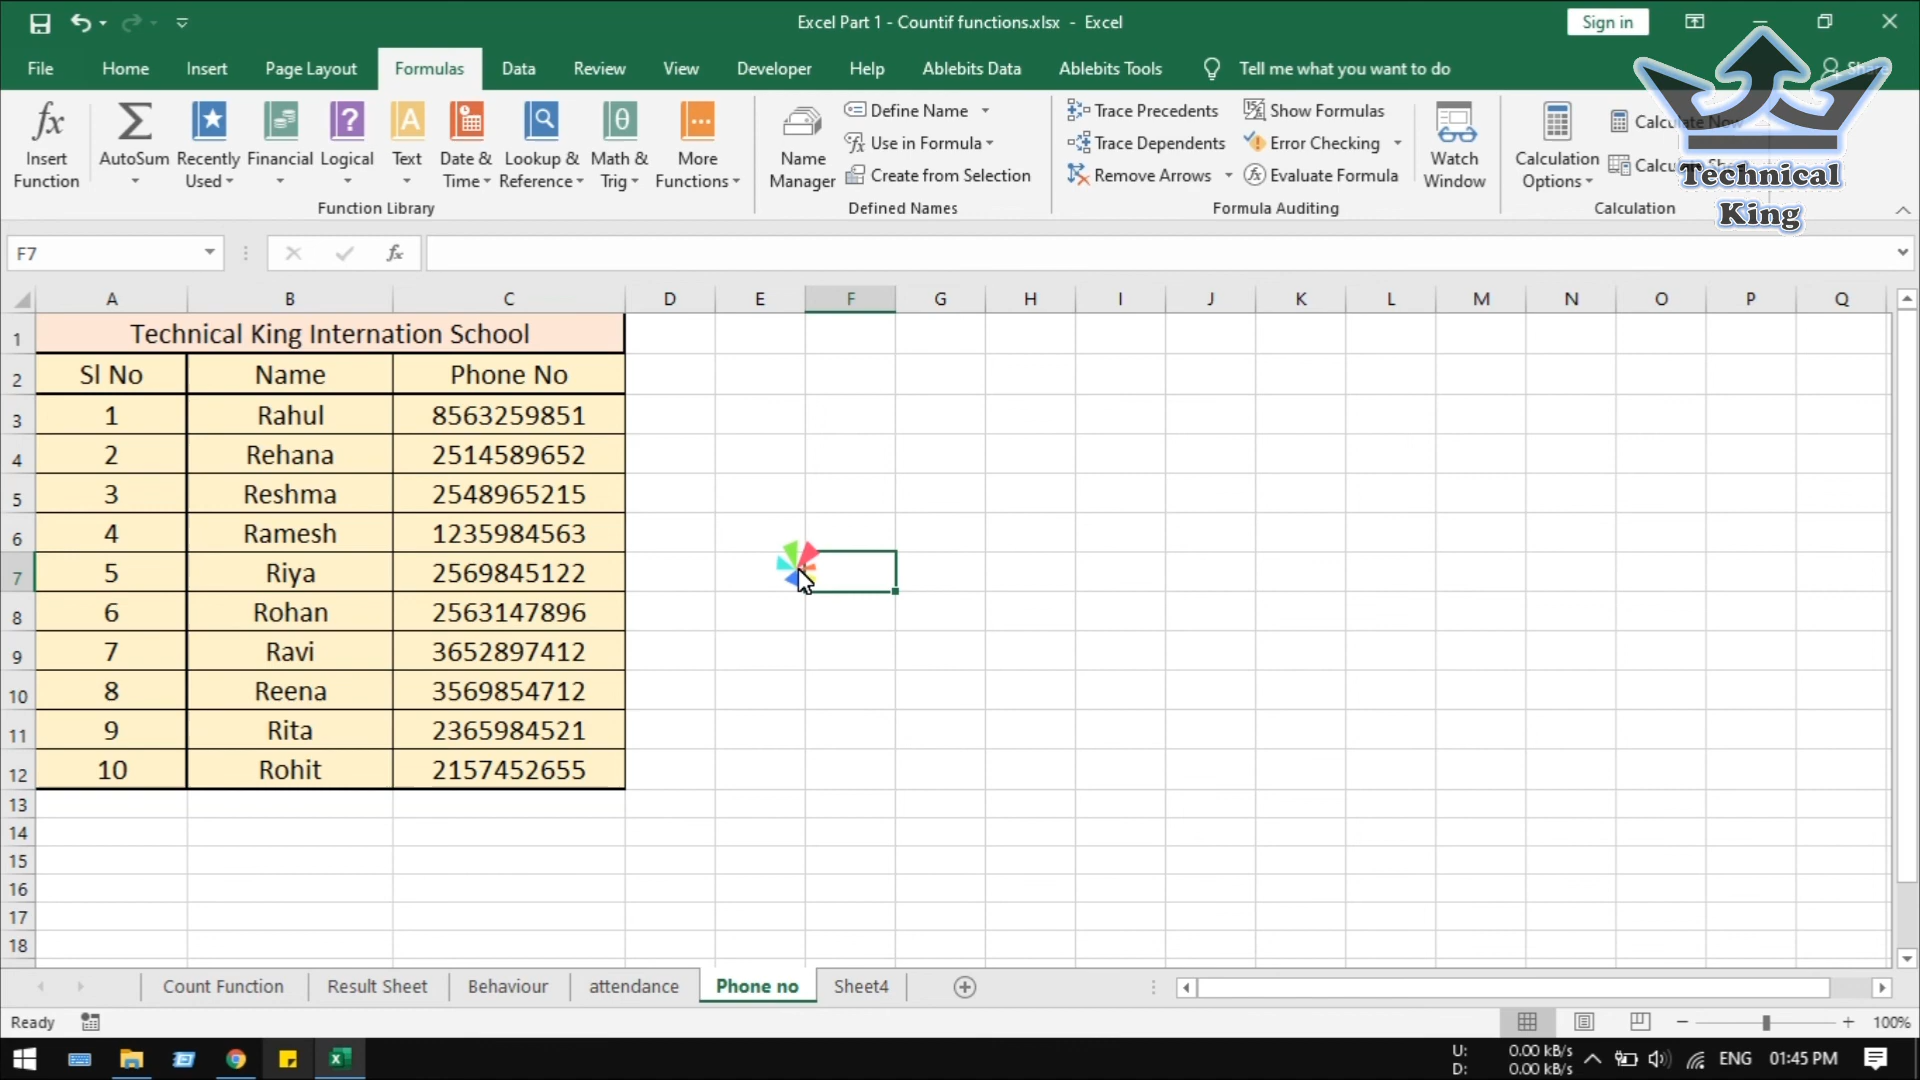 Excel Part 1 - Countif functions.xlsx - Excel
Sign in
File Home Insert Page Layout Formulas Data Review View Developer Help Ablebits Data Ablebits Tools Tell me what you want to do Share
Insert Function
AutoSum
Recently Used
Financial
Logical
Text
Date & Time
Lookup & Reference
Math & Trig
More Functions
Function Library
Name Manager
Define Name
Use in Formula
Create from Selection
Defined Names
Trace Precedents
Trace Dependents
Remove Arrows
Show Formulas
Error Checking
Evaluate Formula
Formula Auditing
Watch Window
Calculation Options
Calculate Now
Calculation
Technical
King
F7
fx
A B C D E F G H I J K L M N O P Q
1 Technical King Internation School
2 Sl No Name Phone No
3 1 Rahul 8563259851
4 2 Rehana 2514589652
5 3 Reshma 2548965215
6 4 Ramesh 1235984563
7 5 Riya 2569845122
8 6 Rohan 2563147896
9 7 Ravi 3652897412
10 8 Reena 3569854712
11 9 Rita 2365984521
12 10 Rohit 2157452655
13
14
15
16
17
18
Count Function Result Sheet Behaviour attendance Phone no Sheet4
Ready 100%
U: 0.00 kB/s
D: 0.00 kB/s
ENG 01:45 PM